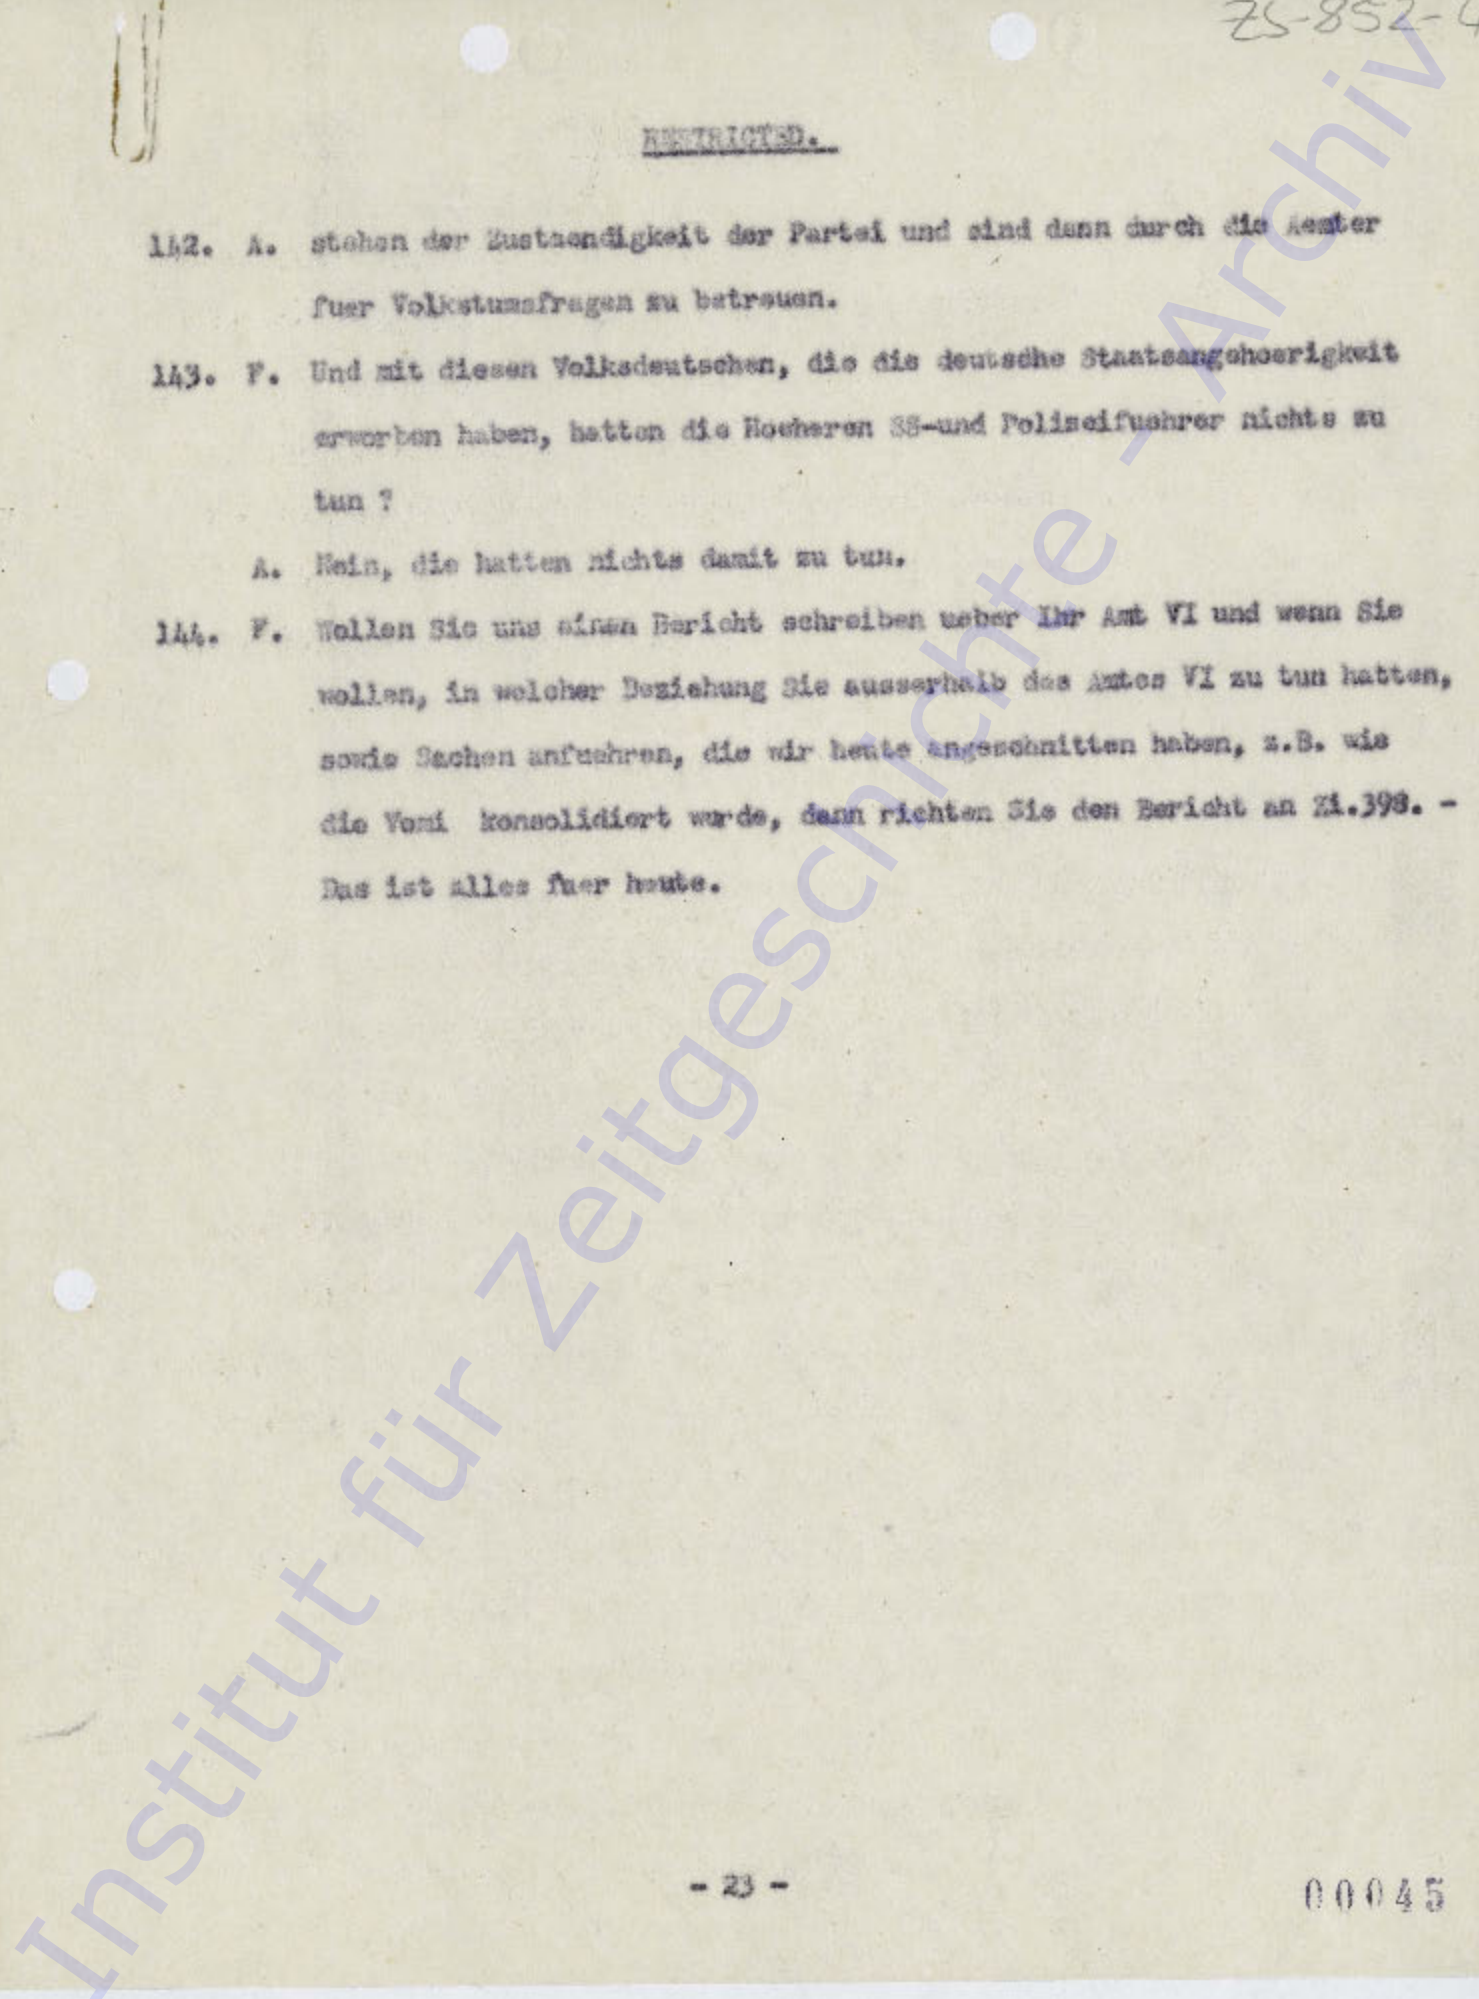 ZS-852-4
RESTRICTED.
142. A. stehen der Zustaendigkeit der Partei und sind dann durch die Aemter
fuer Volkstumsfragen zu betreuen.
143. F. Und mit diesen Volksdeutschen, die die deutsche Staatsangehoerigkeit
erworben haben, hatten die Hoeheren SS-und Polizeifuehrer nichts zu
tun ?
A. Nein, die hatten nichts damit zu tun.
144. F. Wollen Sie uns einen Bericht schreiben ueber Ihr Amt VI und wenn Sie
wollen, in welcher Beziehung Sie ausserhalb des Amtes VI zu tun hatten,
sowie Sachen anfuehren, die wir heute angeschnitten haben, z.B. wie
die Vomi konsolidiert wurde, dann richten Sie den Bericht an Zi.398. -
Das ist alles fuer heute.
- 23 -
00045
Institut für Zeitgeschichte - Archiv